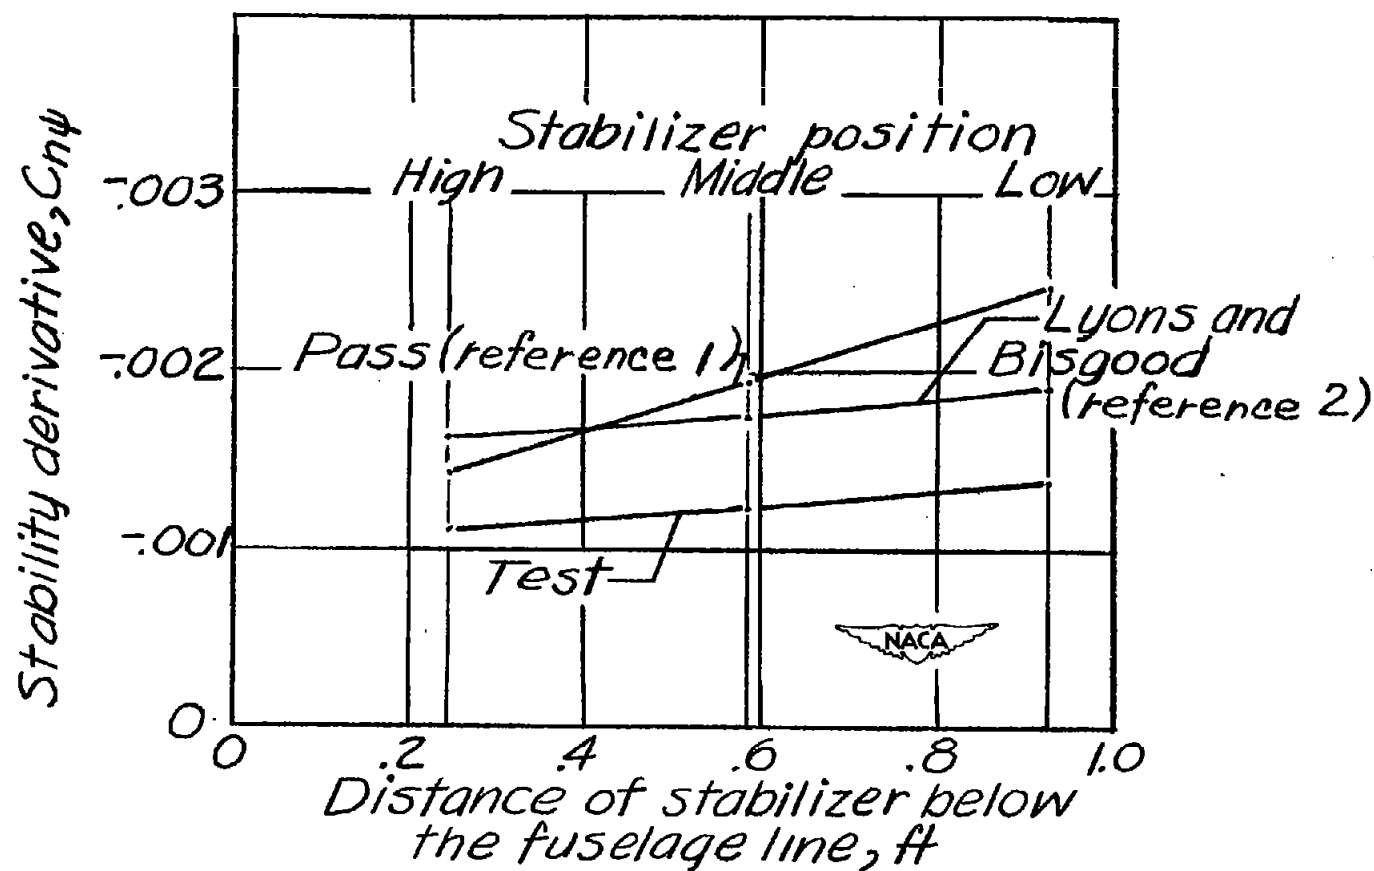 Stabilizer position
High Middle Low
Stability derivative, Cnψ
-.003
-.002
-.001
0
Pass (reference 1)
Lyons and
Bisgood
(reference 2)
Test
NACA
0 .2 .4 .6 .8 1.0
Distance of stabilizer below
the fuselage line, ft